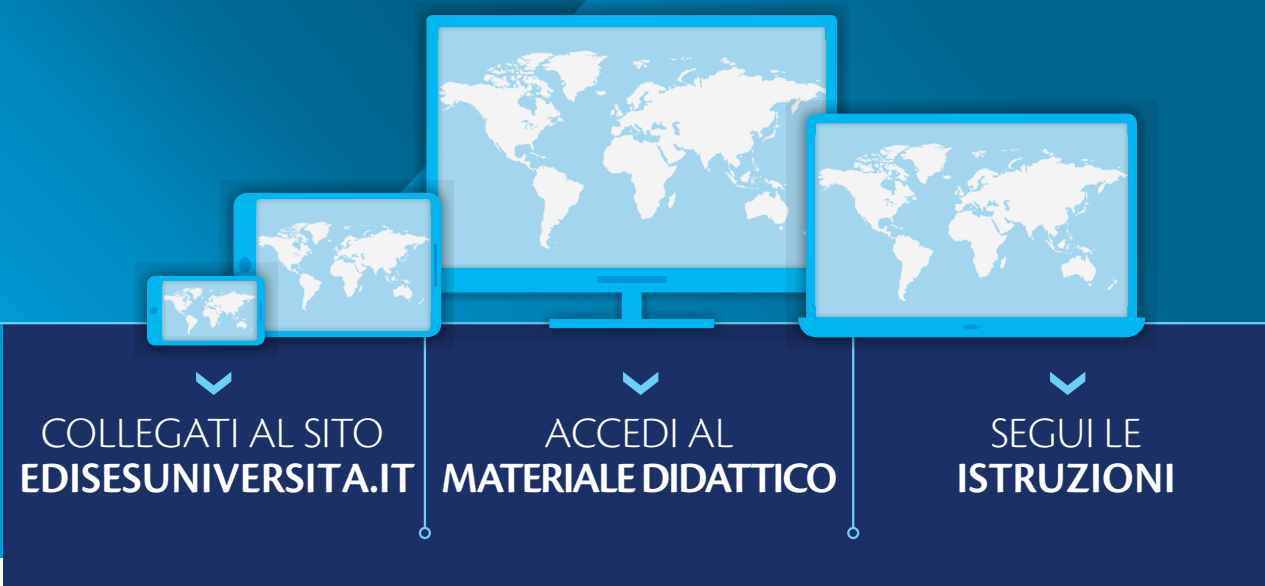 COLLEGATI AL SITO
EDISESUNIVERSITA.IT
ACCEDI AL
MATERIALE DIDATTICO
SEGUI LE
ISTRUZIONI